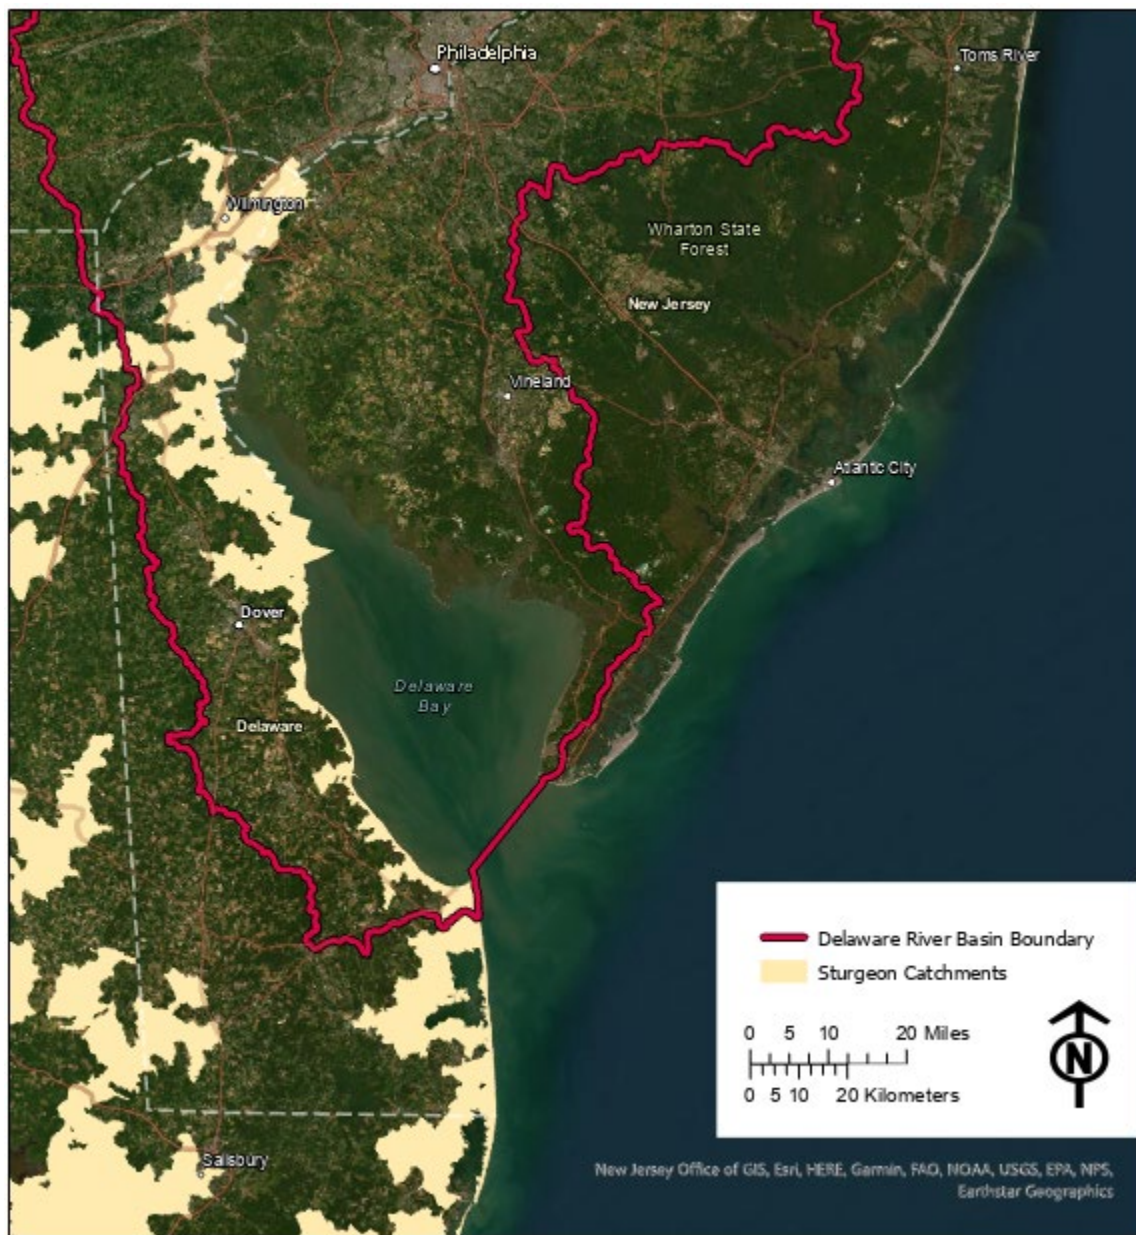 Philadelphia
Toms River
Wilmington
Wharton State
Forest
New Jersey
Vineland
Atlantic City
Dover
Delaware
Bay
Delaware
Delaware River Basin Boundary
Sturgeon Catchments
0 5 10 20 Miles
0 5 10 20 Kilometers
N
Salisbury
New Jersey Office of GIS, Esri, HERE, Garmin, FAO, NOAA, USGS, EPA, NPS,
Earthstar Geographics